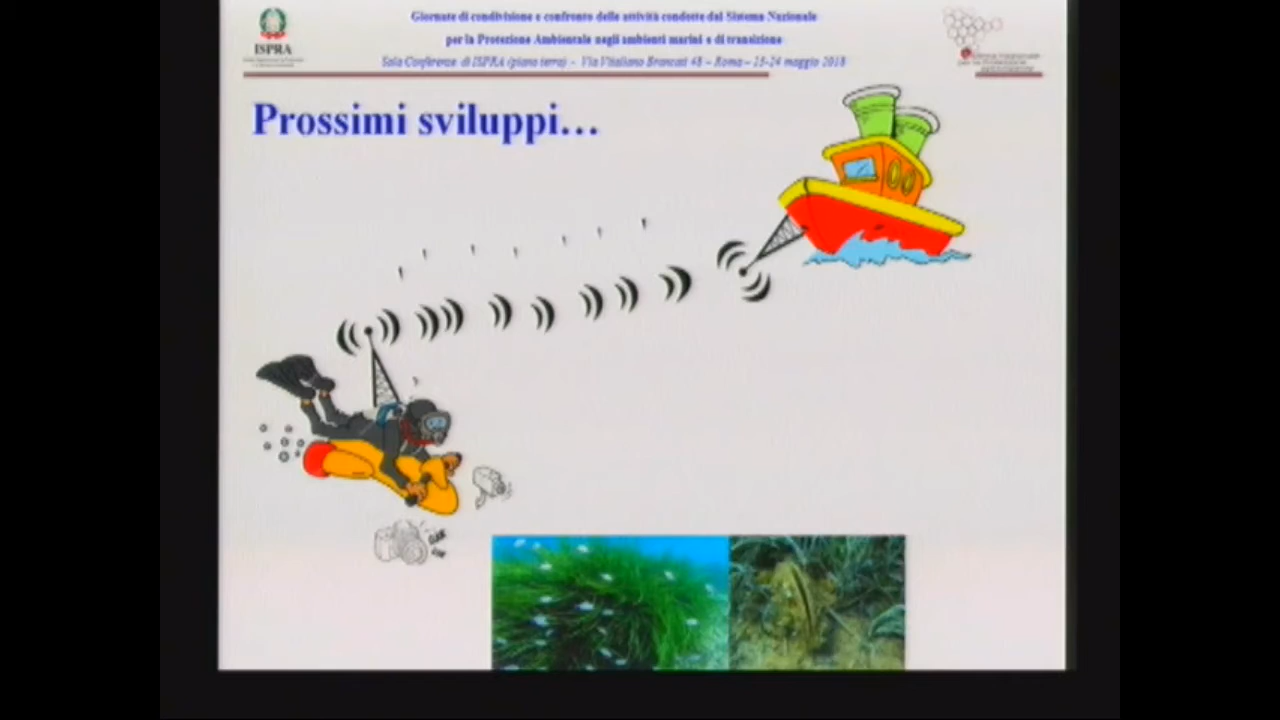 ISPRA
Giornate di condivisione e confronto delle attività condotte dal Sistema Nazionale
per la Protezione Ambientale negli ambienti marini e di transizione
Sala Conferenze di ISPRA (piano terra) - Via Vitaliano Brancati 48 – Roma – 23-24 maggio 2018
Prossimi sviluppi...